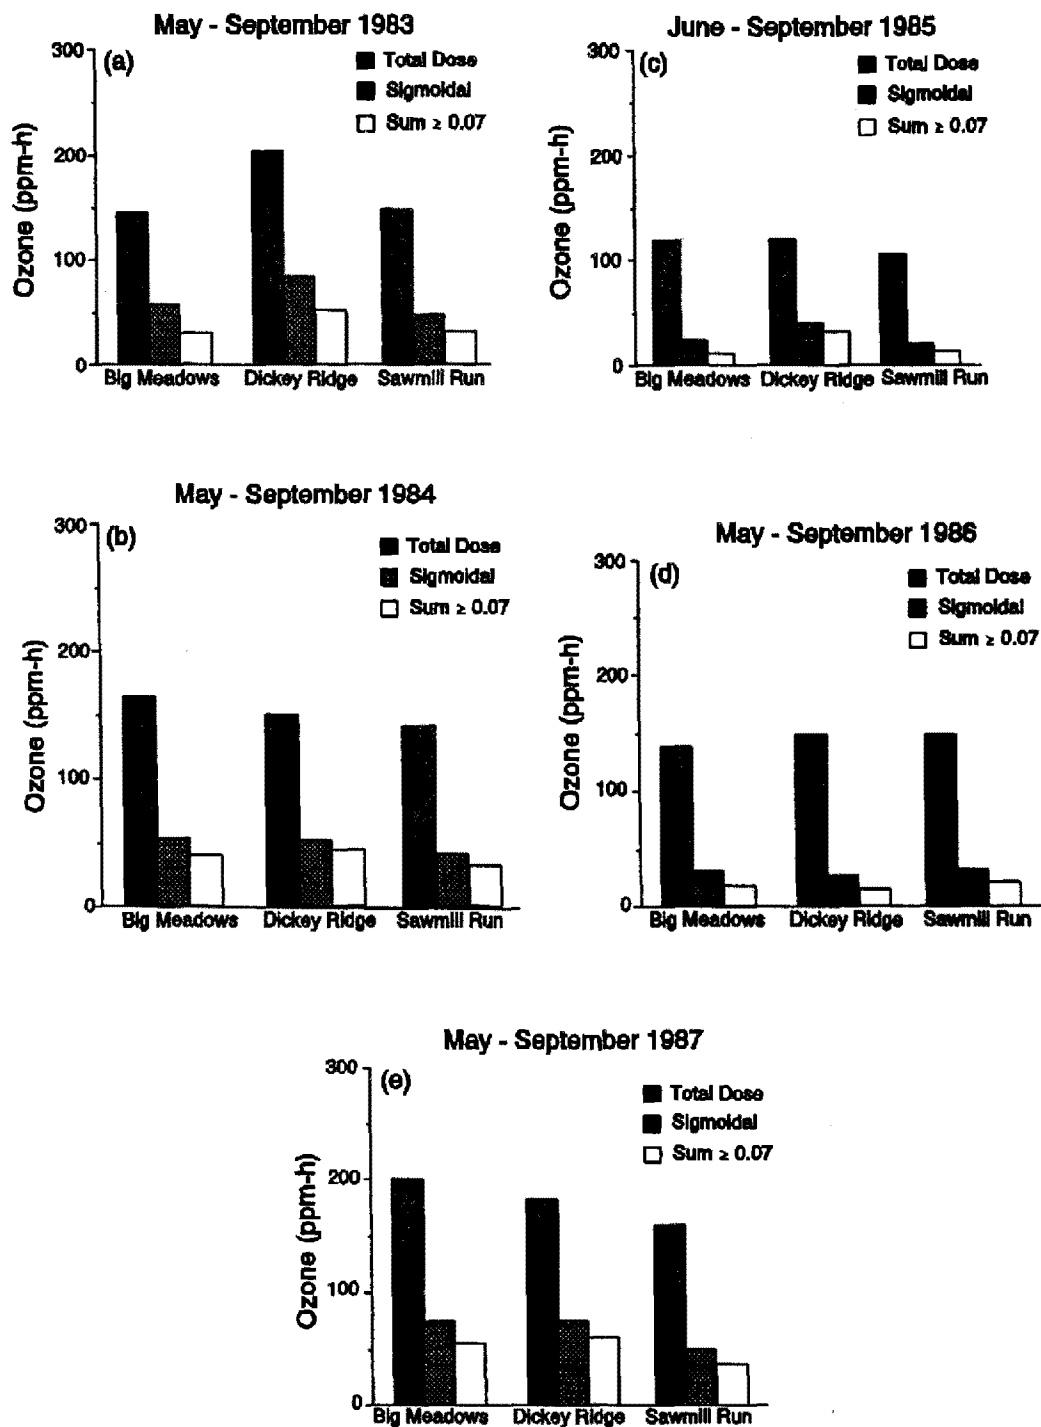 May - September 1983
(a)
300
200
100
0
Ozone (ppm-h)
Total Dose
Sigmoidal
Sum ≥ 0.07
Big Meadows Dickey Ridge Sawmill Run
June - September 1985
(c)
300
200
100
0
Ozone (ppm-h)
Total Dose
Sigmoidal
Sum ≥ 0.07
Big Meadows Dickey Ridge Sawmill Run
May - September 1984
(b)
300
200
100
0
Ozone (ppm-h)
Total Dose
Sigmoidal
Sum ≥ 0.07
Big Meadows Dickey Ridge Sawmill Run
May - September 1986
(d)
300
200
100
0
Ozone (ppm-h)
Total Dose
Sigmoidal
Sum ≥ 0.07
Big Meadows Dickey Ridge Sawmill Run
May - September 1987
(e)
300
200
100
0
Ozone (ppm-h)
Total Dose
Sigmoidal
Sum ≥ 0.07
Big Meadows Dickey Ridge Sawmill Run